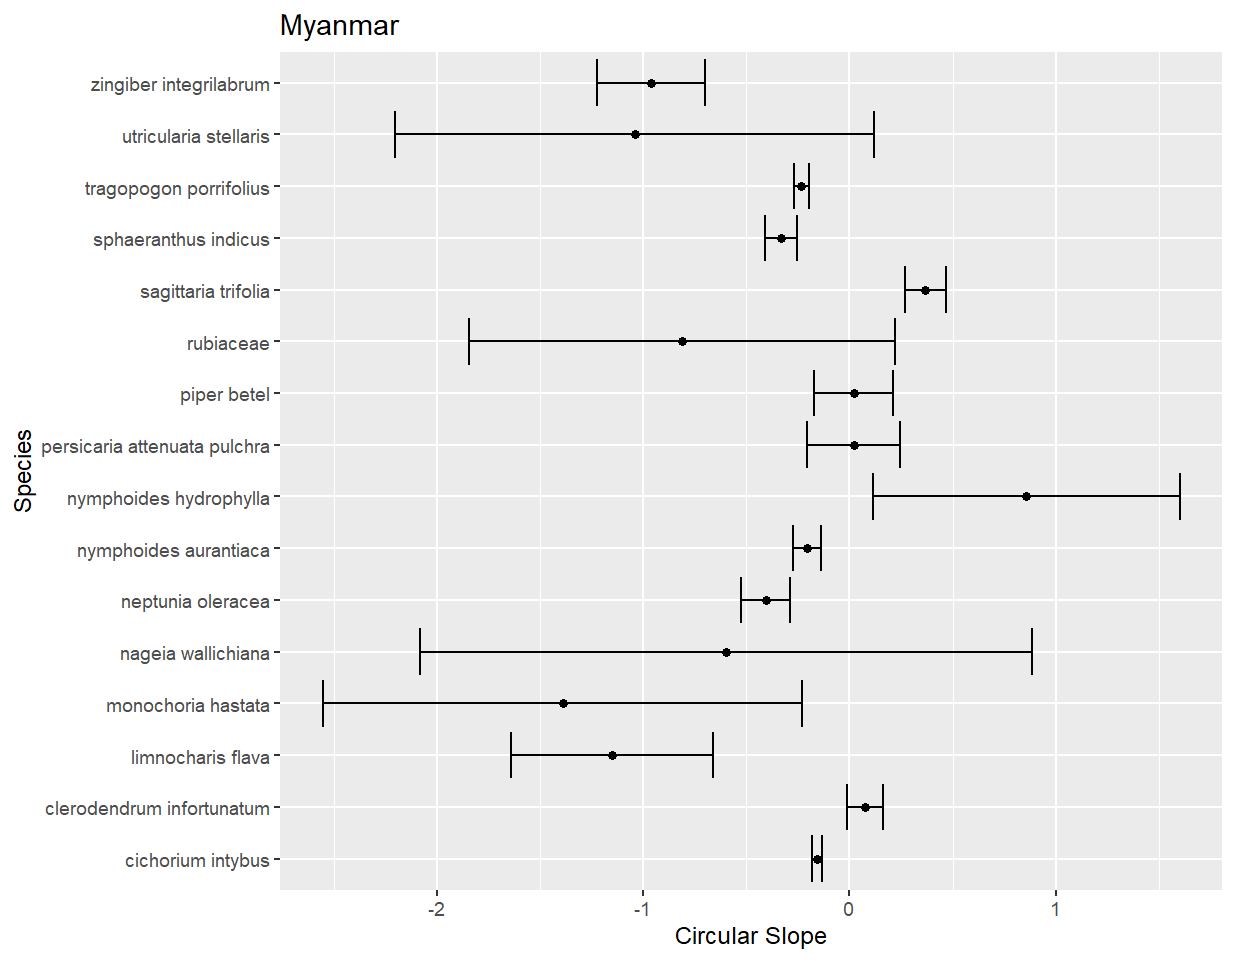 Myanmar
zingiber integrilabrum
utricularia stellaris
tragopogon porrifolius
sphaeranthus indicus
sagittaria trifolia
rubiaceae
piper betel
persicaria attenuata pulchra
nymphoides hydrophylla
nymphoides aurantiaca
neptunia oleracea
nageia wallichiana
monochoria hastata
limnocharis flava
clerodendrum infortunatum
cichorium intybus
Species
-2 -1 0 1
Circular Slope